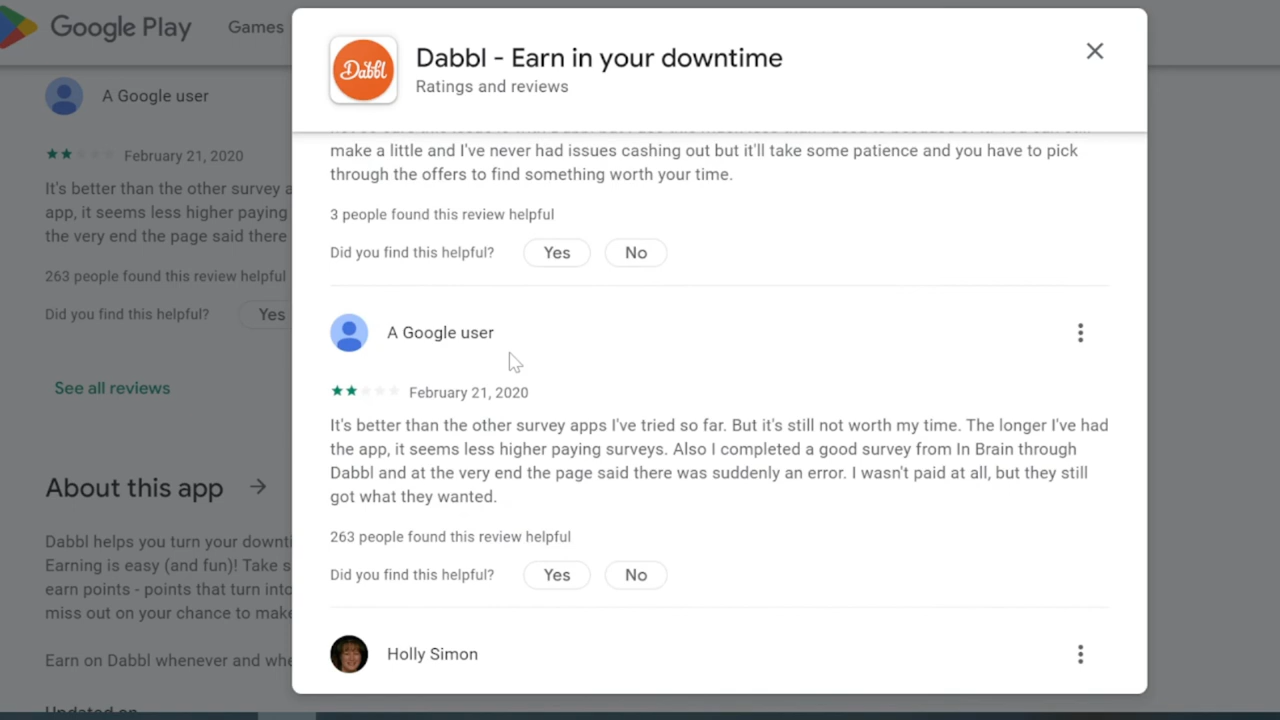 Google Play
Games
A Google user
February 21, 2020
It's better than the other survey a
app, it seems less higher paying
the very end the page said there
263 people found this review helpful
Did you find this helpful?
Yes
See all reviews
About this app
Dabbl helps you turn your downti
Earning is easy (and fun)! Take s
earn points - points that turn into
miss out on your chance to make
Earn on Dabbl whenever and whe
Updated on
Dabbl
Dabbl - Earn in your downtime
Ratings and reviews
make a little and I've never had issues cashing out but it'll take some patience and you have to pick
through the offers to find something worth your time.
3 people found this review helpful
Did you find this helpful?
Yes
No
A Google user
February 21, 2020
It's better than the other survey apps I've tried so far. But it's still not worth my time. The longer I've had
the app, it seems less higher paying surveys. Also I completed a good survey from In Brain through
Dabbl and at the very end the page said there was suddenly an error. I wasn't paid at all, but they still
got what they wanted.
263 people found this review helpful
Did you find this helpful?
Yes
No
Holly Simon